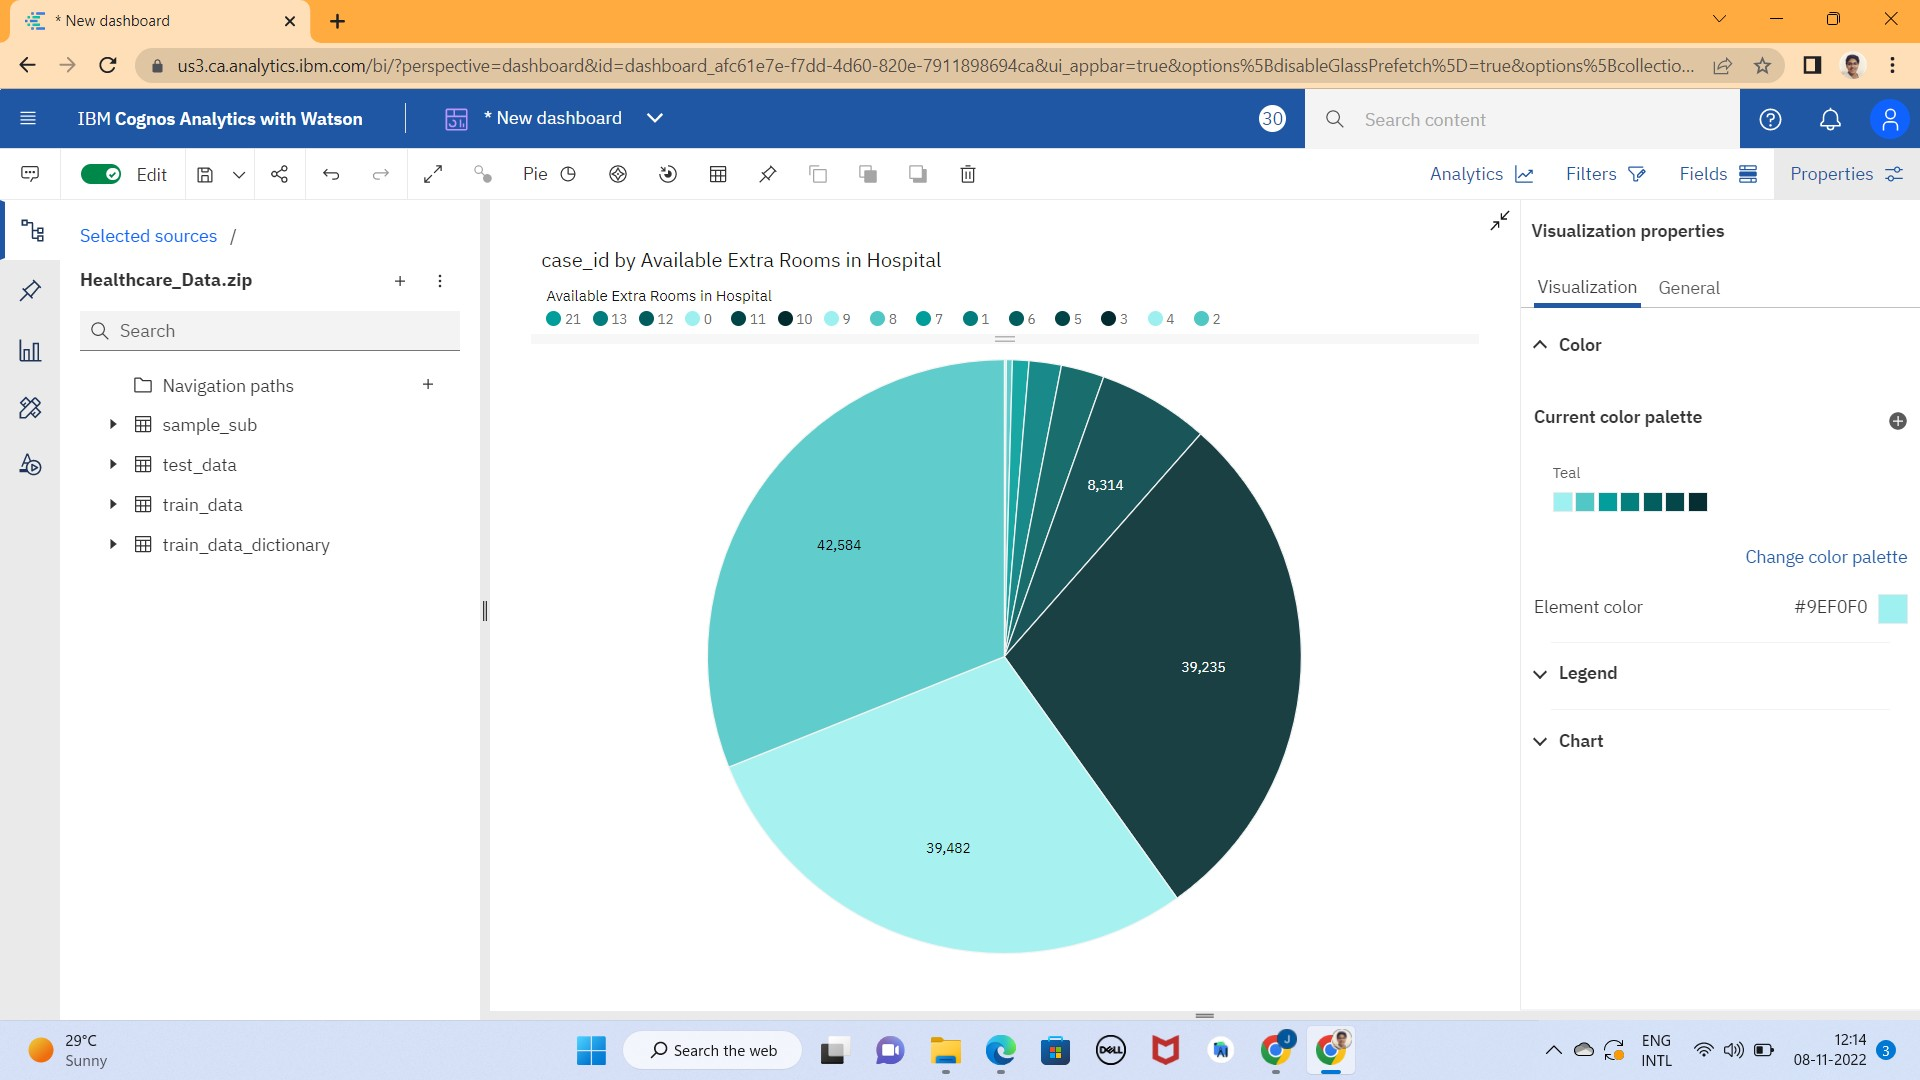 * New dashboard
us3.ca.analytics.ibm.com/bi/?perspective=dashboard&id=dashboard_afc61e7e-f7dd-4d60-820e-7911898694ca&ui_appbar=true&options%5BdisableGlassPrefetch%5D=true&options%5Bcollectio...
IBM Cognos Analytics with Watson
* New dashboard
30
Search content
Edit
Pie
Analytics
Filters
Fields
Properties
Selected sources /
Healthcare_Data.zip
Search
Navigation paths
sample_sub
test_data
train_data
train_data_dictionary
case_id by Available Extra Rooms in Hospital
Available Extra Rooms in Hospital
21 13 12 0 11 10 9 8 7 1 6 5 3 4 2
8,314
42,584
39,235
39,482
Visualization properties
Visualization General
Color
Current color palette
Teal
Change color palette
Element color #9EF0F0
Legend
Chart
29°C
Sunny
Search the web
DELL
J
ENG
INTL
12:14
08-11-2022
3